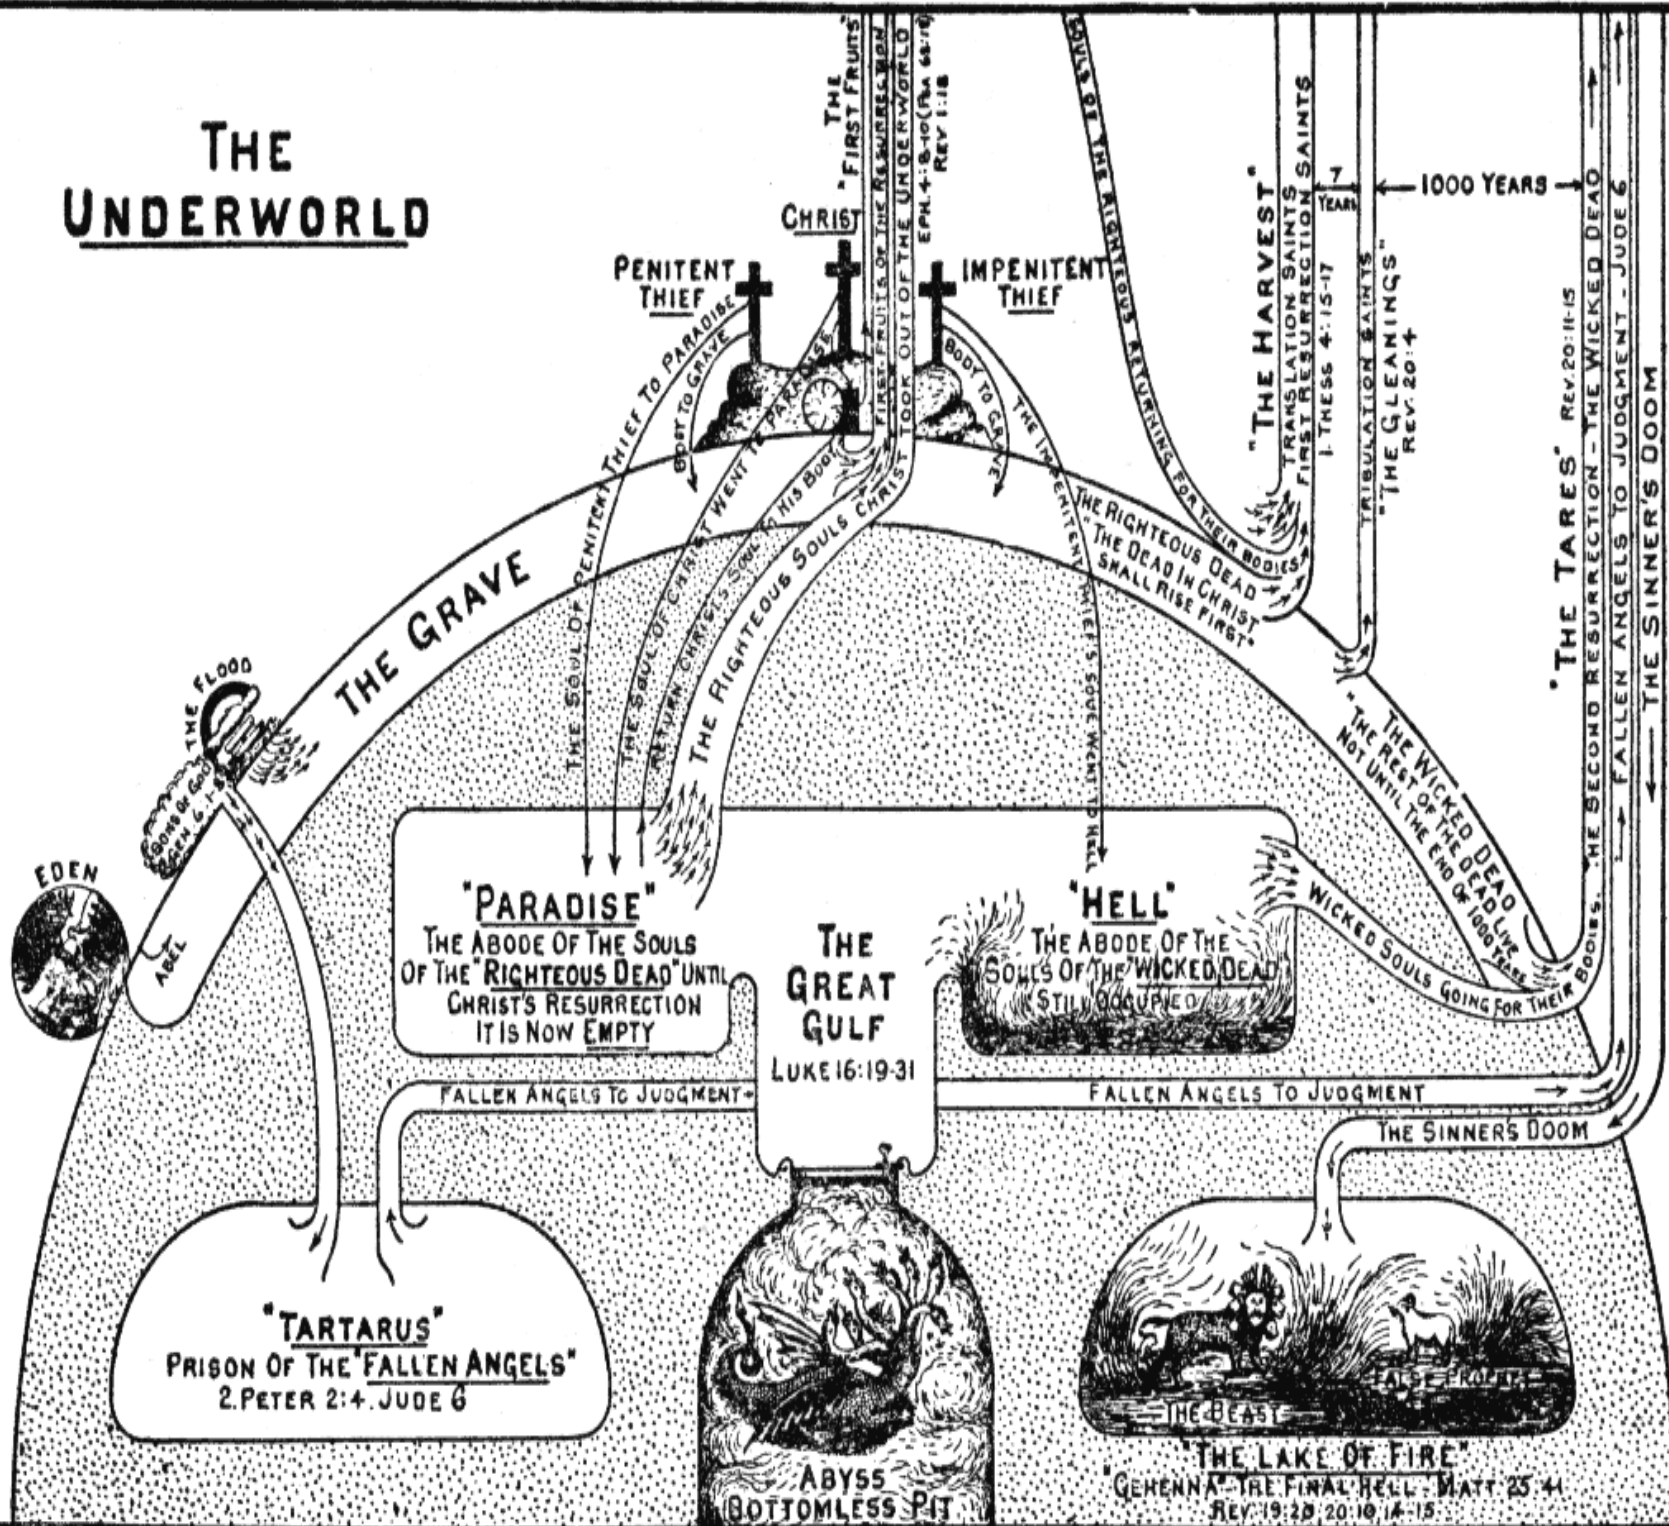 THE
UNDERWORLD
THE
"FIRST FRUITS"
FIRST-FRUITS OF THE RESURRECTION
TOOK OUT OF THE UNDERWORLD
EPH. 4:8-10 (PSA 68:18)
REV 1:18
CHRIST
PENITENT
THIEF
IMPENITENT
THIEF
SOULS OF THE RIGHTEOUS RETURNING FOR THEIR BODIES
"THE HARVEST"
TRANSLATION SAINTS
FIRST RESURRECTION SAINTS
1. THESS 4:15-17
7
YEARS
1000 YEARS
TRIBULATION SAINTS
"THE GLEANINGS"
REV. 20:4
"THE TARES" REV. 20:11-15
THE SECOND RESURRECTION - THE WICKED DEAD
FALLEN ANGELS TO JUDGMENT - JUDE 6
THE SINNER'S DOOM
THE SOUL OF PENITENT THIEF TO PARADISE
BODY TO GRAVE
THE SOUL OF CHRIST WENT TO PARADISE
RETURN CHRIST'S SOUL TO HIS BODY
THE RIGHTEOUS SOULS CHRIST
BODY TO GRAVE
THE IMPENITENT THIEF'S SOUL WENT TO HELL
THE RIGHTEOUS DEAD
"THE DEAD IN CHRIST
SHALL RISE FIRST"
THE GRAVE
THE FLOOD
SONS OF GOD
GEN. 6:1-8
EDEN
ABEL
THE WICKED DEAD
"THE REST OF THE DEAD LIVE
NOT UNTIL THE END OF 1000 YEARS
WICKED SOULS GOING FOR THEIR BODIES.
"PARADISE"
THE ABODE OF THE SOULS
OF THE "RIGHTEOUS DEAD" UNTIL
CHRIST'S RESURRECTION
IT IS NOW EMPTY
THE
GREAT
GULF
LUKE 16:19-31
"HELL"
THE ABODE OF THE
SOULS OF THE "WICKED DEAD
STILL OCCUPIED
FALLEN ANGELS TO JUDGMENT
FALLEN ANGELS TO JUDGMENT
THE SINNER'S DOOM
"TARTARUS"
PRISON OF THE "FALLEN ANGELS"
2. PETER 2:4. JUDE 6
ABYSS
BOTTOMLESS PIT
THE BEAST
FALSE PROPHET
"THE LAKE OF FIRE"
"GEHENNA"-THE FINAL HELL-MATT 25 41
REV. 19:20 20:10, 14-15